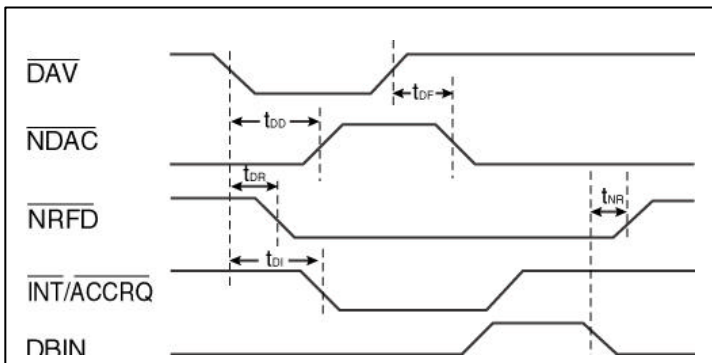 DAV
tDF
tDD
NDAC
tDR
NRFD
tNR
tDI
INT/ACCRQ
DBIN